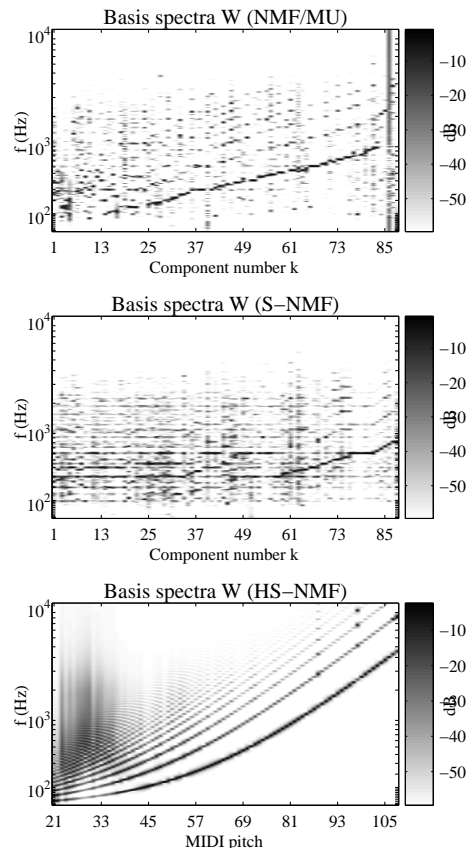 Basis spectra W (NMF/MU)
10^4
10^3
10^2
f (Hz)
1 13 25 37 49 61 73 85
Component number k
−10
−20
−30
−40
−50
dB
Basis spectra W (S−NMF)
10^4
10^3
10^2
f (Hz)
1 13 25 37 49 61 73 85
Component number k
−10
−20
−30
−40
−50
dB
Basis spectra W (HS−NMF)
10^4
10^3
10^2
f (Hz)
21 33 45 57 69 81 93 105
MIDI pitch
−10
−20
−30
−40
−50
dB